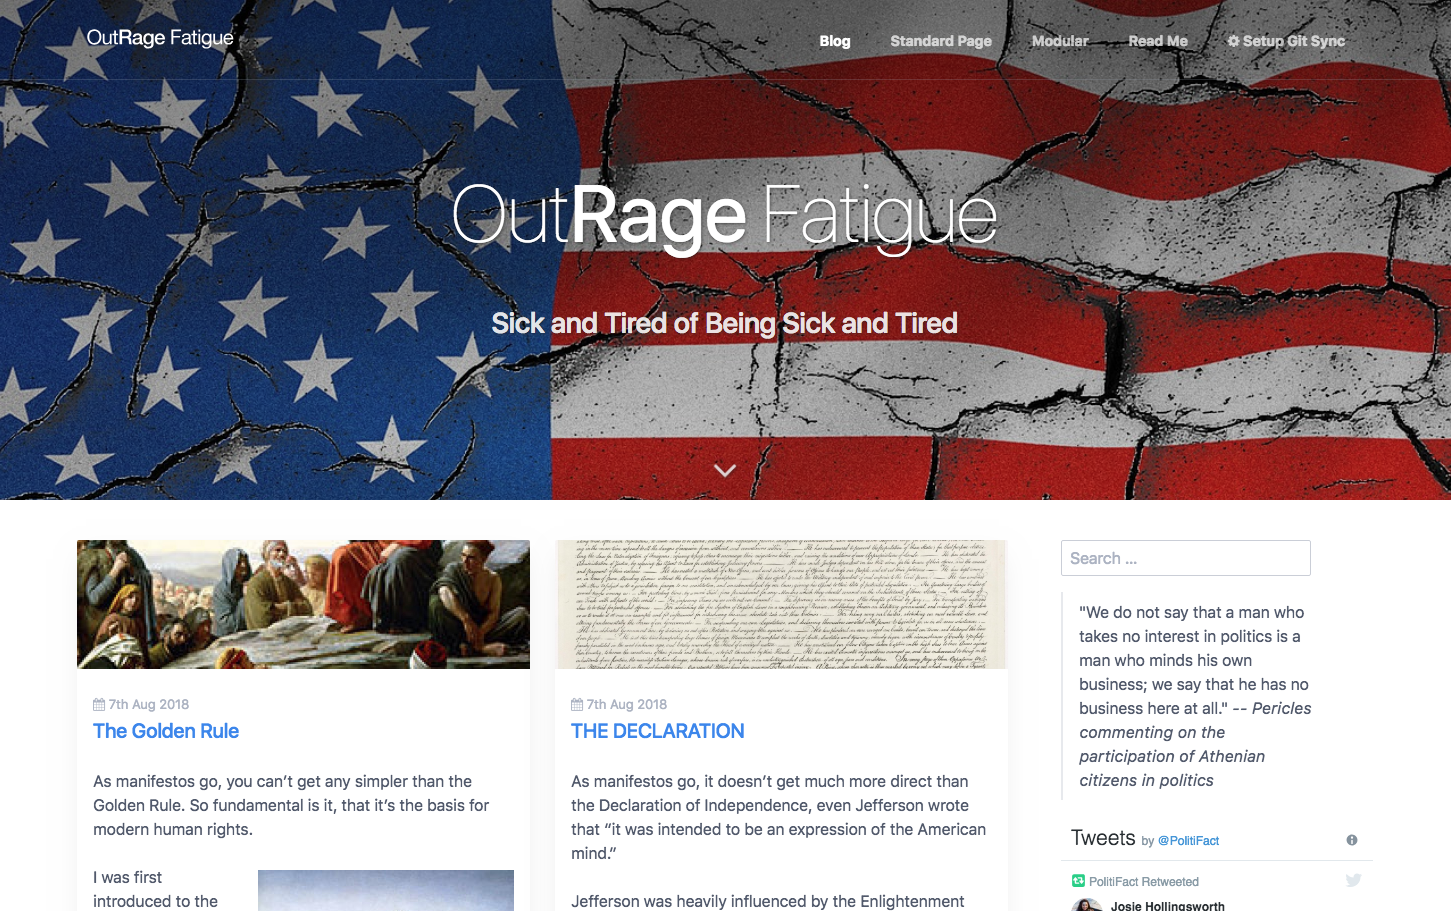 OutRage Fatigue
Blog
Standard Page
Modular
Read Me
Setup Git Sync
OutRage Fatigue
Sick and Tired of Being Sick and Tired
7th Aug 2018
The Golden Rule
As manifestos go, you can’t get any simpler than the
Golden Rule. So fundamental is it, that it’s the basis for
modern human rights.
I was first
introduced to the
7th Aug 2018
THE DECLARATION
As manifestos go, it doesn’t get much more direct than
the Declaration of Independence, even Jefferson wrote
that “it was intended to be an expression of the American
mind.”
Jefferson was heavily influenced by the Enlightenment
Search ...
"We do not say that a man who
takes no interest in politics is a
man who minds his own
business; we say that he has no
business here at all." -- Pericles
commenting on the
participation of Athenian
citizens in politics
Tweets by @PolitiFact
PolitiFact Retweeted
Josie Hollingsworth